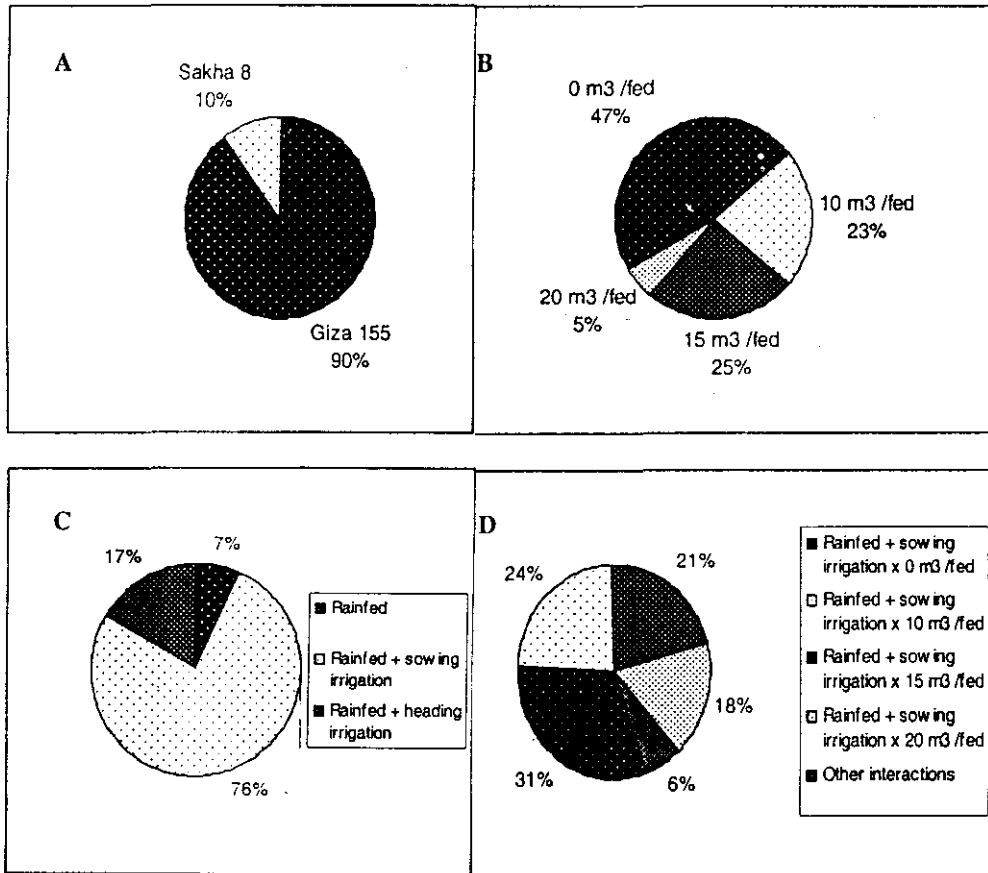 A
Sakha 8
10%
Giza 155
90%
B
0 m3 /fed
47%
10 m3 /fed
23%
20 m3 /fed
5%
15 m3 /fed
25%
C
17%
7%
76%
Rainfed
Rainfed + sowing
irrigation
Rainfed + heading
irrigation
D
24%
21%
18%
31%
6%
Rainfed + sowing
irrigation x 0 m3 /fed
Rainfed + sowing
irrigation x 10 m3 /fed
Rainfed + sowing
irrigation x 15 m3 /fed
Rainfed + sowing
irrigation x 20 m3 /fed
Other interactions